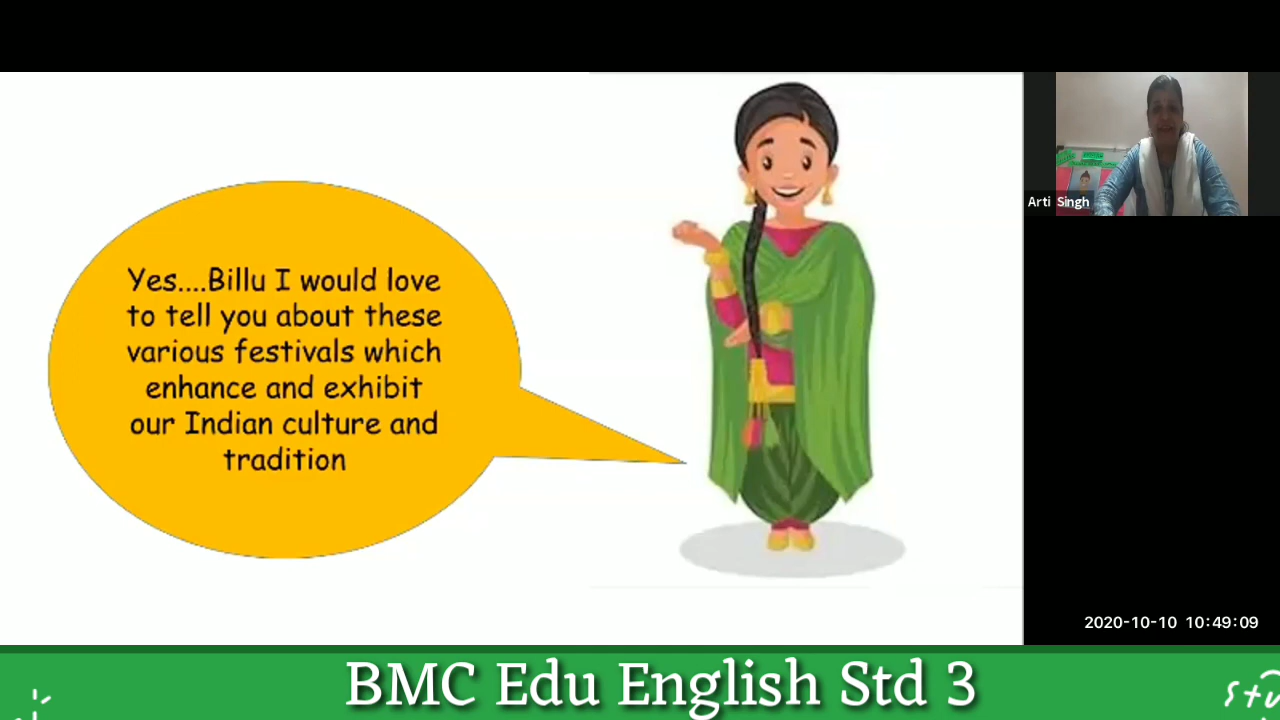 Yes....Billu I would love
to tell you about these
various festivals which
enhance and exhibit
our Indian culture and
tradition
Arti Singh
2020-10-10 10:49:09
BMC Edu English Std 3